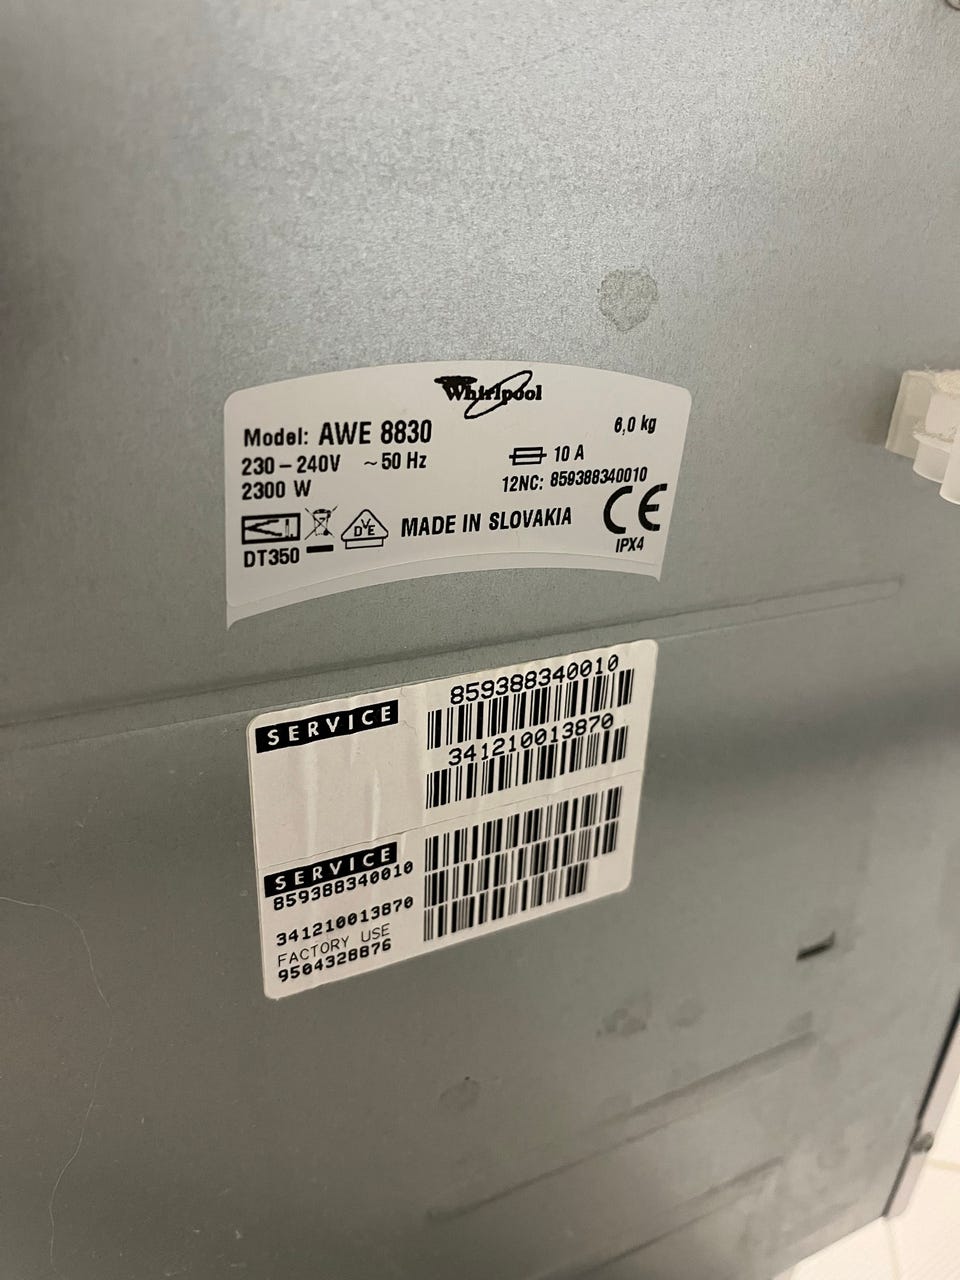 Whirlpool
Model: AWE 8830
6,0 kg
230 – 240V ~ 50 Hz
10 A
2300 W
12NC: 859388340010
DVE
MADE IN SLOVAKIA
CE
DT350
IPX4
SERVICE
859388340010
341210013870
SERVICE
859388340010
341210013870
FACTORY USE
9504328876